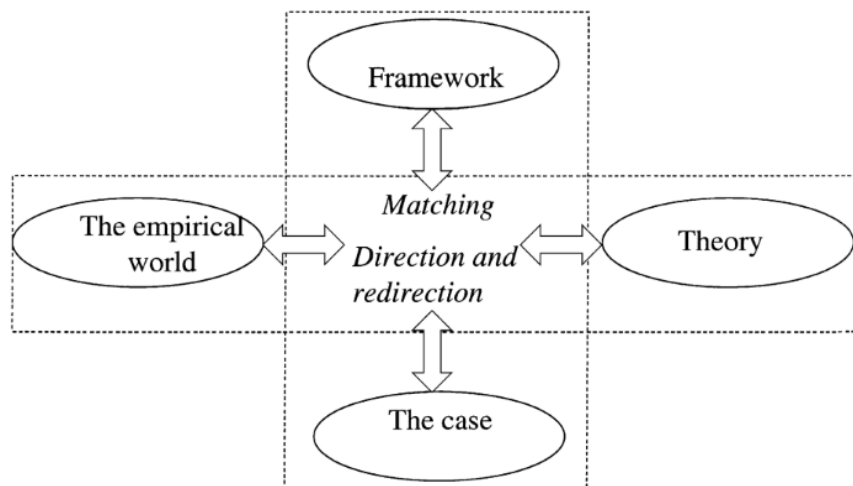 Framework
Matching
The empirical
world
Direction and
redirection
Theory
The case